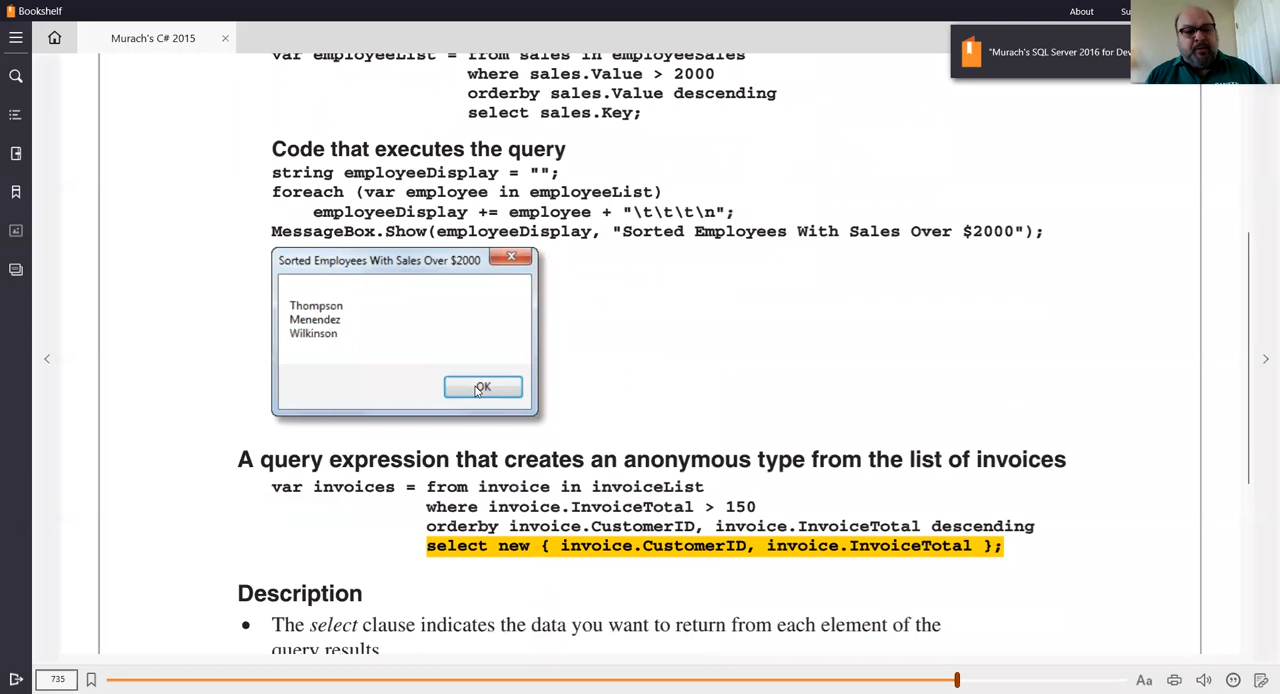 Bookshelf
About
Su
Murach's C# 2015
"Murach's SQL Server 2016 for Dev
var employeeList = from sales in employeeSales
where sales.Value > 2000
orderby sales.Value descending
select sales.Key;
Code that executes the query
string employeeDisplay = "";
foreach (var employee in employeeList)
employeeDisplay += employee + "\t\t\t\n";
MessageBox.Show(employeeDisplay, "Sorted Employees With Sales Over $2000");
Sorted Employees With Sales Over $2000
Thompson
Menendez
Wilkinson
OK
A query expression that creates an anonymous type from the list of invoices
var invoices = from invoice in invoiceList
where invoice.InvoiceTotal > 150
orderby invoice.CustomerID, invoice.InvoiceTotal descending
select new { invoice.CustomerID, invoice.InvoiceTotal };
Description
• The select clause indicates the data you want to return from each element of the
query results
735
Aa